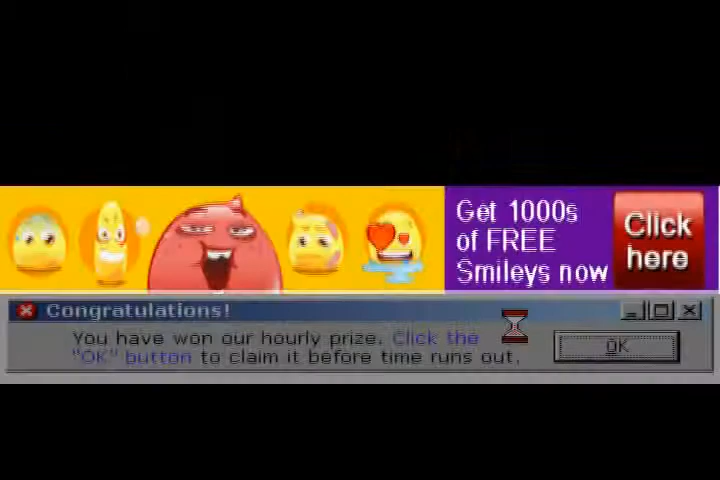 Get 1000s
of FREE
Smileys now
Click
here
Congratulations!
You have won our hourly prize. Click the
"OK" button to claim it before time runs out.
OK